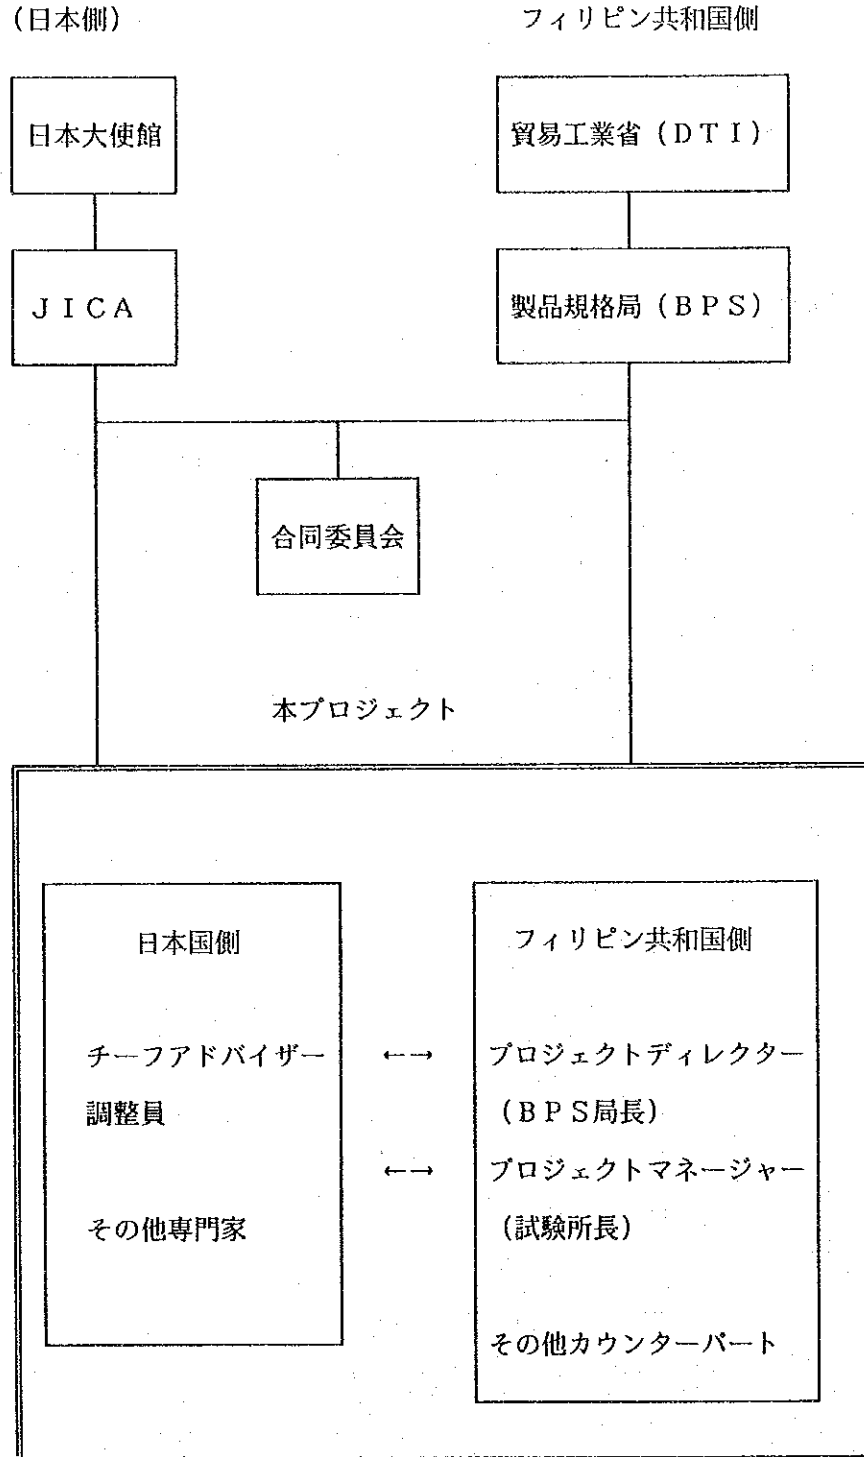 (日本側)
フィリピン共和国側
日本大使館
貿易工業省(DTI)
JICA
製品規格局(BPS)
合同委員会
本プロジェクト
日本国側
フィリピン共和国側
チーフアドバイザー
←→
プロジェクトディレクター
調整員
(BPS局長)
←→
プロジェクトマネージャー
その他専門家
(試験所長)
その他カウンターパート